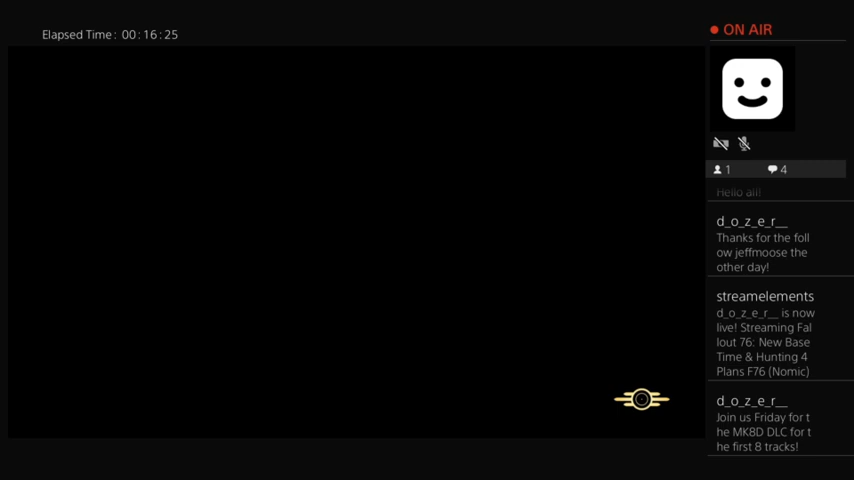 Elapsed Time: 00:16:25
ON AIR
1 4
Hello all!
d_o_z_e_r__
Thanks for the foll
ow jeffmoose the
other day!
streamelements
d_o_z_e_r__ is now
live! Streaming Fal
lout 76: New Base
Time & Hunting 4
Plans F76 (Nomic)
d_o_z_e_r__
Join us Friday for t
he MK8D DLC for t
he first 8 tracks!